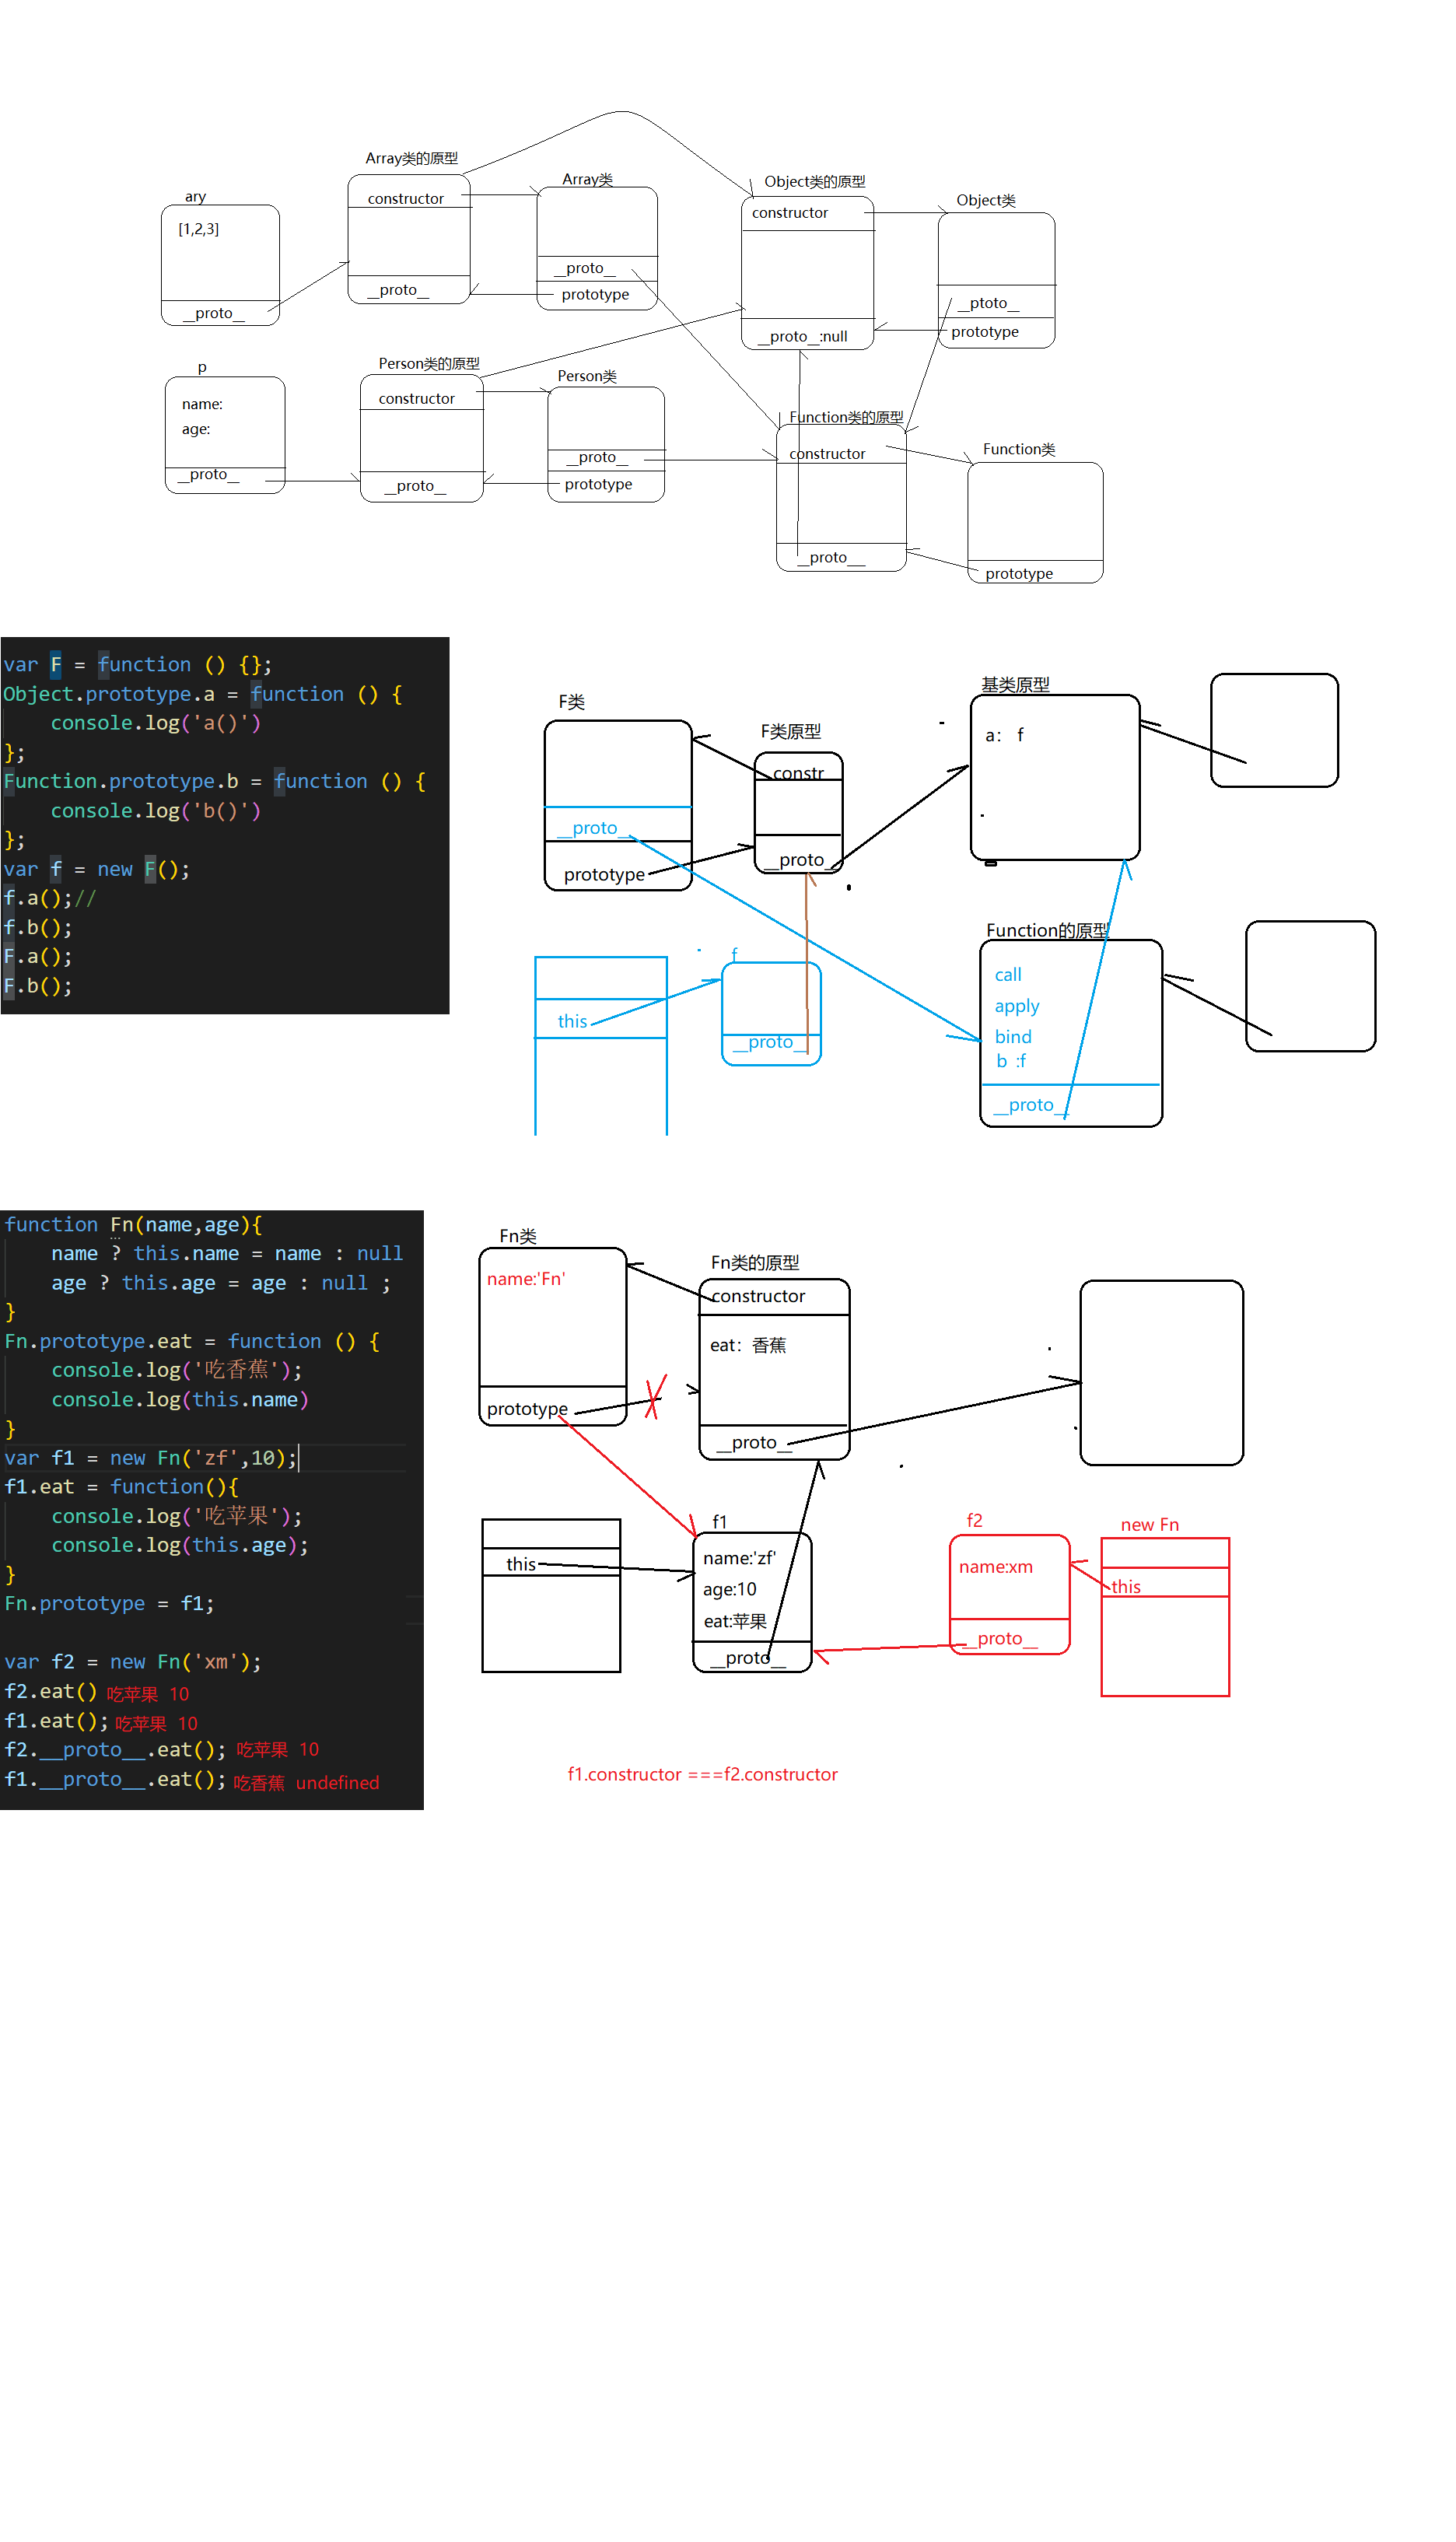 Array类的原型
Array类
Object类的原型
Object类
ary
constructor
constructor
[1,2,3]
__proto__
__proto__
prototype
__ptoto__
__proto__
__proto__:null
prototype
p
Person类的原型
Person类
name:
constructor
age:
Function类的原型
constructor
Function类
__proto__
__proto__
__proto__
prototype
__proto__
prototype
var F = function () {};
Object.prototype.a = function () {
console.log('a()')
};
Function.prototype.b = function () {
console.log('b()')
};
var f = new F();
f.a();//
f.b();
F.a();
F.b();
F类
F类原型
基类原型
constr
a: f
__proto__
prototype
__proto__
f
Function的原型
call
apply
bind
b :f
this
__proto__
__proto__
function Fn(name,age){
name ? this.name = name : null
age ? this.age = age : null ;
}
Fn.prototype.eat = function () {
console.log('吃香蕉');
console.log(this.name)
}
var f1 = new Fn('zf',10);
f1.eat = function(){
console.log('吃苹果');
console.log(this.age);
}
Fn.prototype = f1;
var f2 = new Fn('xm');
f2.eat() 吃苹果 10
f1.eat(); 吃苹果 10
f2.__proto__.eat(); 吃苹果 10
f1.__proto__.eat(); 吃香蕉 undefined
Fn类
Fn类的原型
name:'Fn'
constructor
eat：香蕉
prototype
__proto__
f1
f2
new Fn
this
name:'zf'
age:10
eat:苹果
__proto__
name:xm
this
__proto__
f1.constructor ===f2.constructor